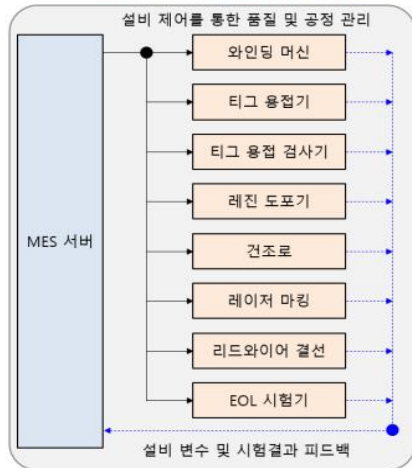 설비 제어를 통한 품질 및 공정 관리
MES 서버
와인딩 머신
티그 용접기
티그 용접 검사기
레진 도포기
건조로
레이저 마킹
리드와이어 결선
EOL 시험기
설비 변수 및 시험결과 피드백